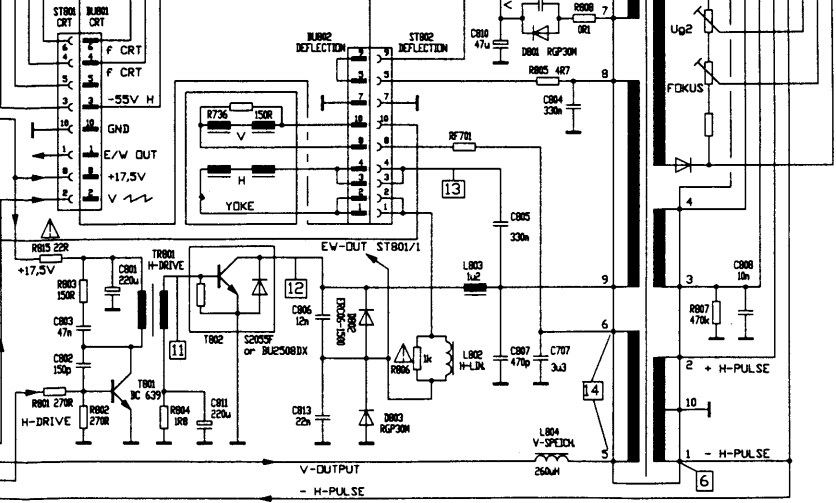 ST801 BU801
CRT CRT
6 6 F CRT
4 4
5 5 F CRT
3 3 -55V H
10 10 GND
1 1 E/W OUT
8 8 +17,5V
2 2 V
BU802
DEFLECTION
ST802
DEFLECTION
9 9
5 5
7 7
10 10
8 8
4 4
3 3
2 2
1 1
R736 150R
V
H
YOKE
C810
47u
D801 RGP30M
R808
0R1
7
R805 4R7
8
C804
330n
RF701
13
C805
330n
Ug2
FOKUS
4
3
C808
10n
R807
470k
2 + H-PULSE
10
1 - H-PULSE
6
R815 22R
+17,5V
R803
150R
C801
220u
TR801
H-DRIVE
C803
47n
C802
150p
R801 270R
H-DRIVE
R802
270R
T801
BC 639
11
R804
1R8
C811
220u
T802
S2055F
or BU2508DX
12
EW-OUT ST801/1
C806
12n
D802
ERC06-1500
C813
22n
D803
RGP30M
R806
1k
L802
H-LIN.
L803
1u2
9
6
C807
470p
C707
3u3
14
L804
V-SPEICH.
260uH
5
V-OUTPUT
- H-PULSE